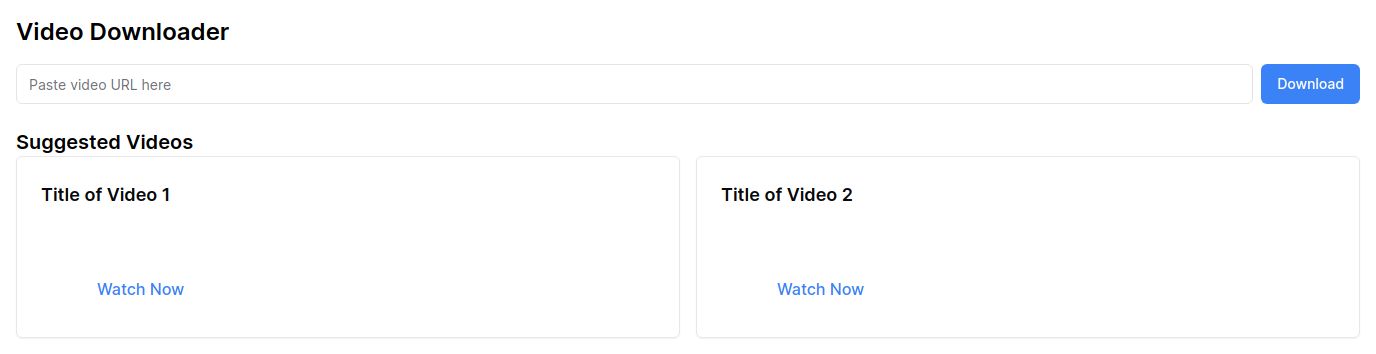 Video Downloader
Paste video URL here
Download
Suggested Videos
Title of Video 1
Watch Now
Title of Video 2
Watch Now